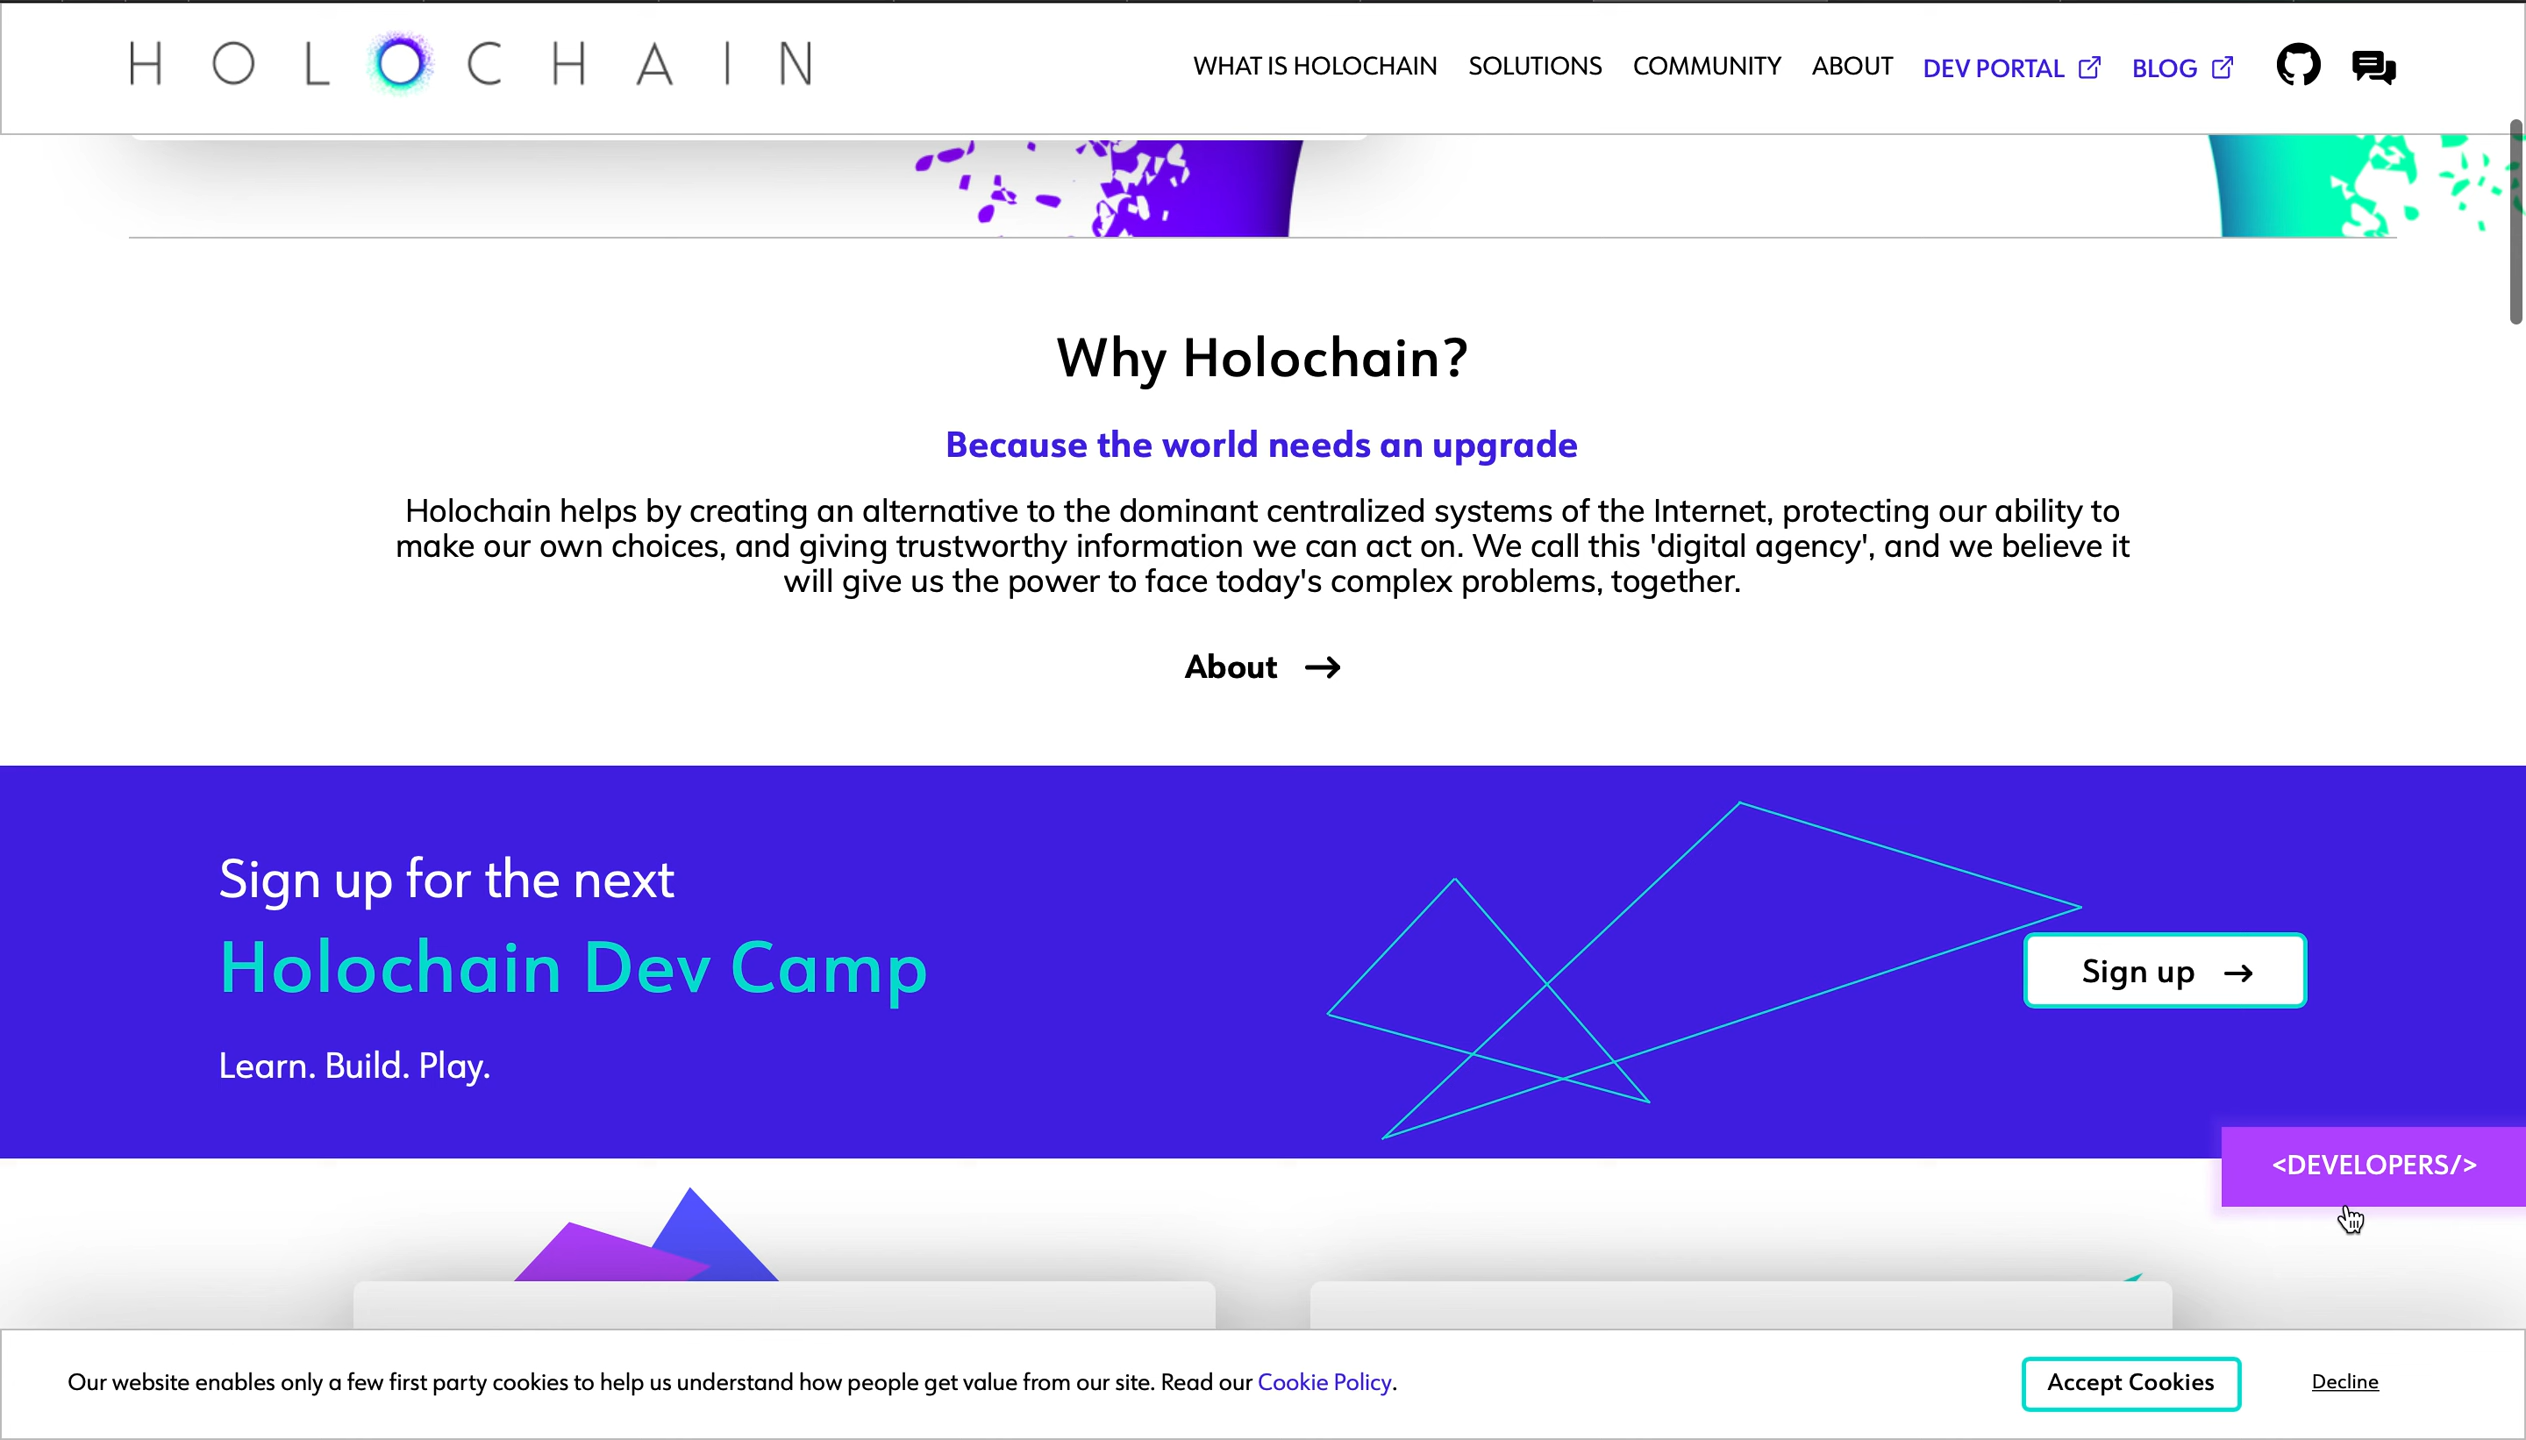 HOLOCHAIN
WHAT IS HOLOCHAIN
SOLUTIONS
COMMUNITY
ABOUT
DEV PORTAL
BLOG
Why Holochain?
Because the world needs an upgrade
Holochain helps by creating an alternative to the dominant centralized systems of the Internet, protecting our ability to
make our own choices, and giving trustworthy information we can act on. We call this 'digital agency', and we believe it
will give us the power to face today's complex problems, together.
About →
Sign up for the next
Holochain Dev Camp
Learn. Build. Play.
Sign up →
<DEVELOPERS/>
Our website enables only a few first party cookies to help us understand how people get value from our site. Read our Cookie Policy.
Accept Cookies
Decline